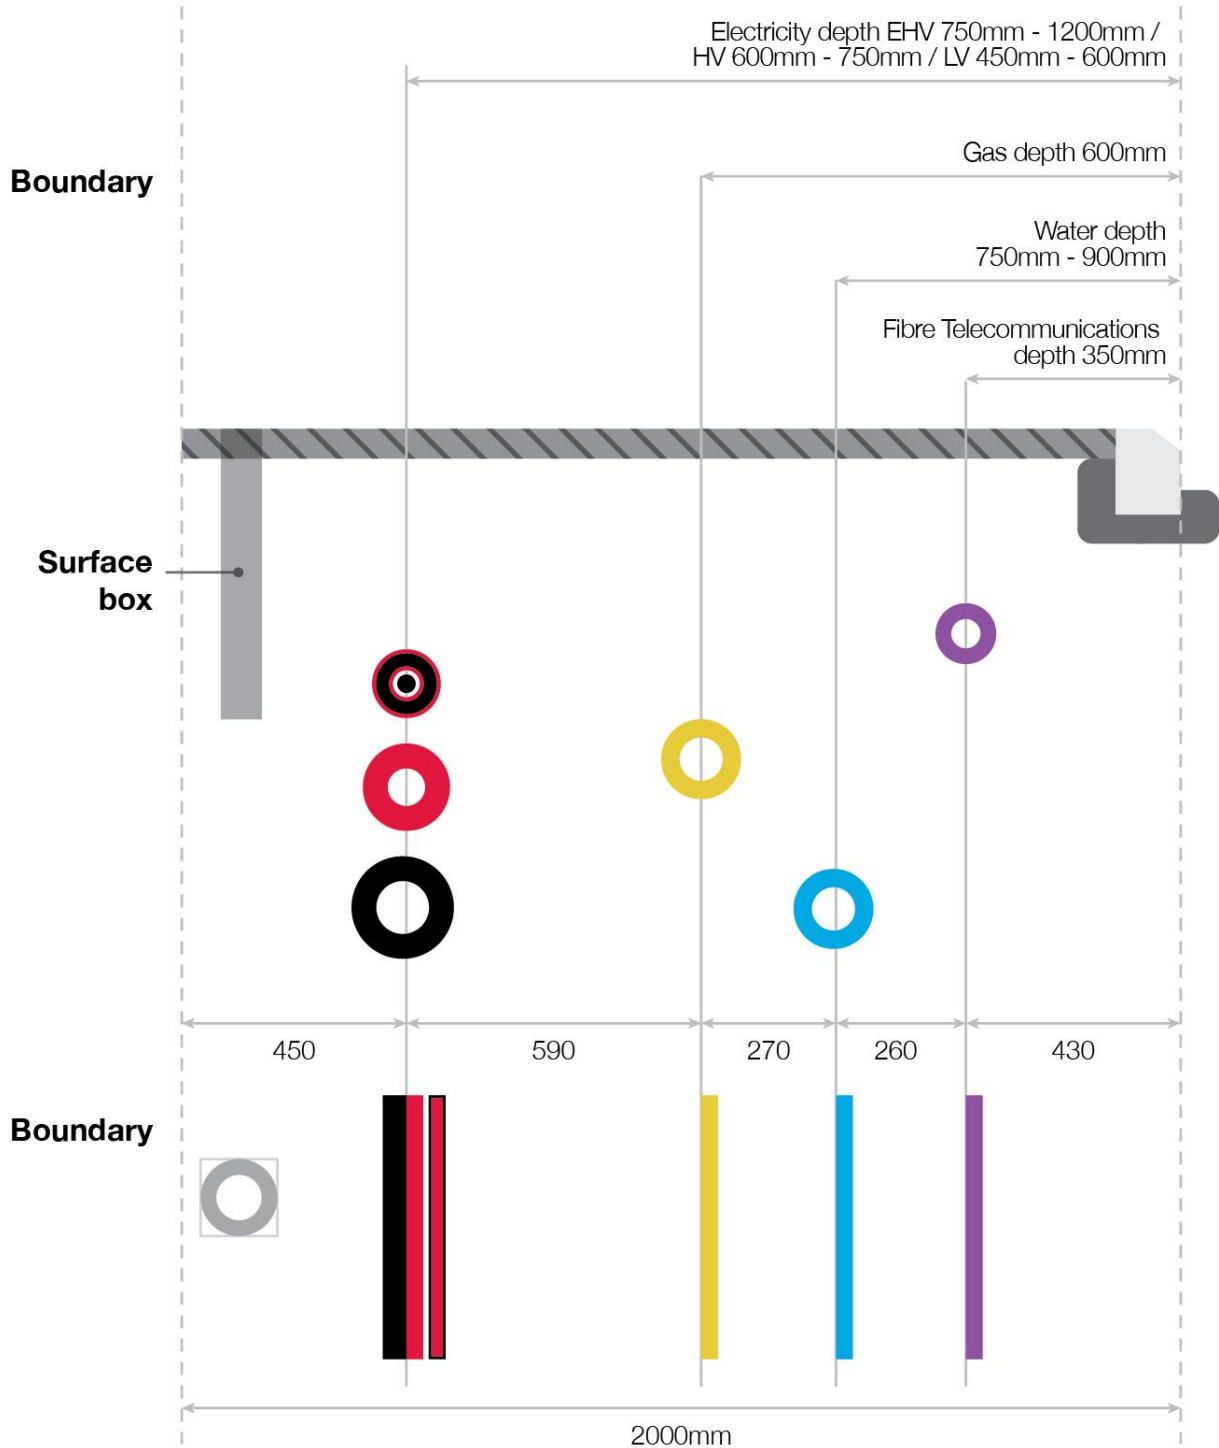 Electricity depth EHV 750mm - 1200mm /
HV 600mm - 750mm / LV 450mm - 600mm
Gas depth 600mm
Boundary
Water depth
750mm - 900mm
Fibre Telecommunications
depth 350mm
Surface
box
450
590
270
260
430
Boundary
2000mm